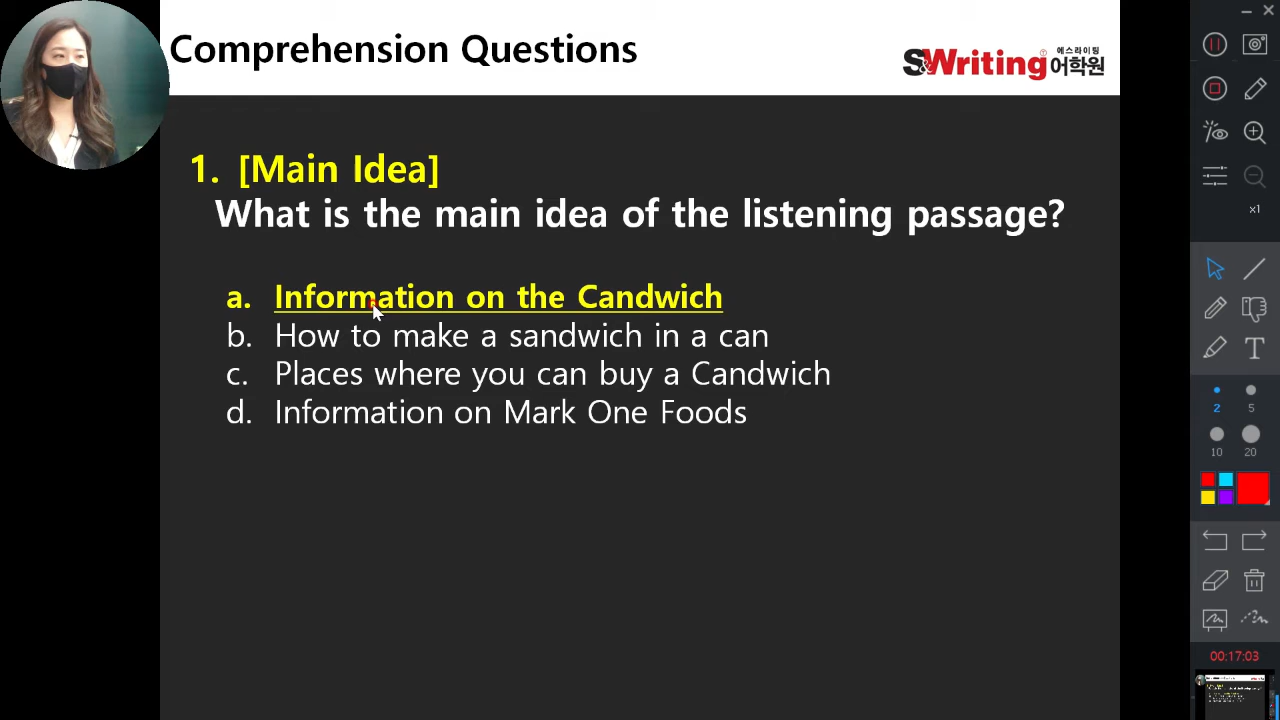 Comprehension Questions
에스라이팅
S&Writing어학원
1. [Main Idea]
What is the main idea of the listening passage?
a. Information on the Candwich
b. How to make a sandwich in a can
c. Places where you can buy a Candwich
d. Information on Mark One Foods
x1
T
2 5
10 20
00:17:03